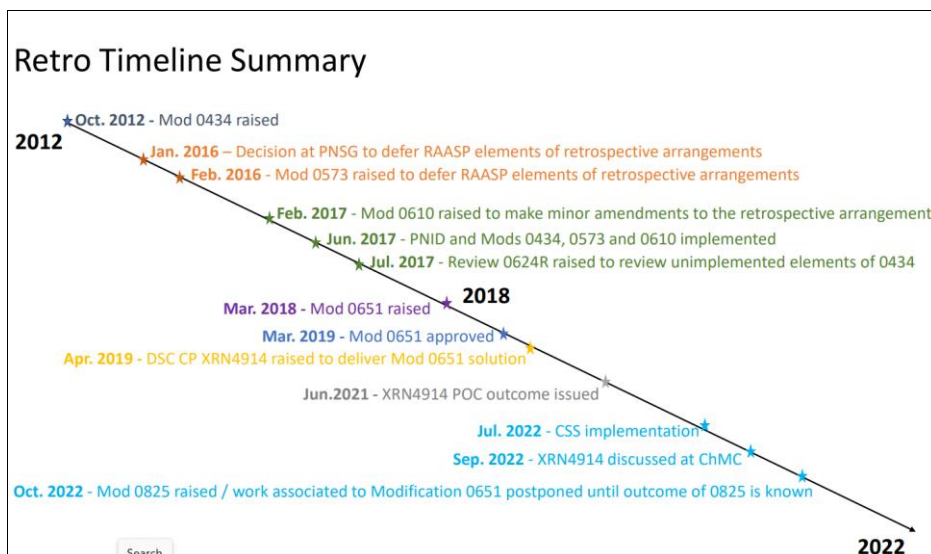 Retro Timeline Summary
Oct. 2012 - Mod 0434 raised
2012
Jan. 2016 – Decision at PNSG to defer RAASP elements of retrospective arrangements
Feb. 2016 - Mod 0573 raised to defer RAASP elements of retrospective arrangements
Feb. 2017 - Mod 0610 raised to make minor amendments to the retrospective arrangement
Jun. 2017 - PNID and Mods 0434, 0573 and 0610 implemented
Jul. 2017 - Review 0624R raised to review unimplemented elements of 0434
2018
Mar. 2018 - Mod 0651 raised
Mar. 2019 - Mod 0651 approved
Apr. 2019 - DSC CP XRN4914 raised to deliver Mod 0651 solution
Jun.2021 - XRN4914 POC outcome issued
Jul. 2022 - CSS implementation
Sep. 2022 - XRN4914 discussed at ChMC
Oct. 2022 - Mod 0825 raised / work associated to Modification 0651 postponed until outcome of 0825 is known
2022
Search